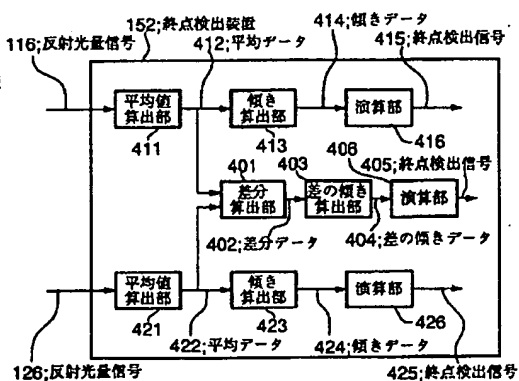 152;終点検出装置
414;傾きデータ
116;反射光量信号
412;平均データ
415;終点検出信号
平均値
算出部
411
傾き
算出部
413
演算部
416
401
403
406
405;終点検出信号
差分
算出部
差の傾き
算出部
演算部
402;差分データ
404;差の傾きデータ
平均値
算出部
421
傾き
算出部
423
演算部
426
422;平均データ
424;傾きデータ
126;反射光量信号
425;終点検出信号